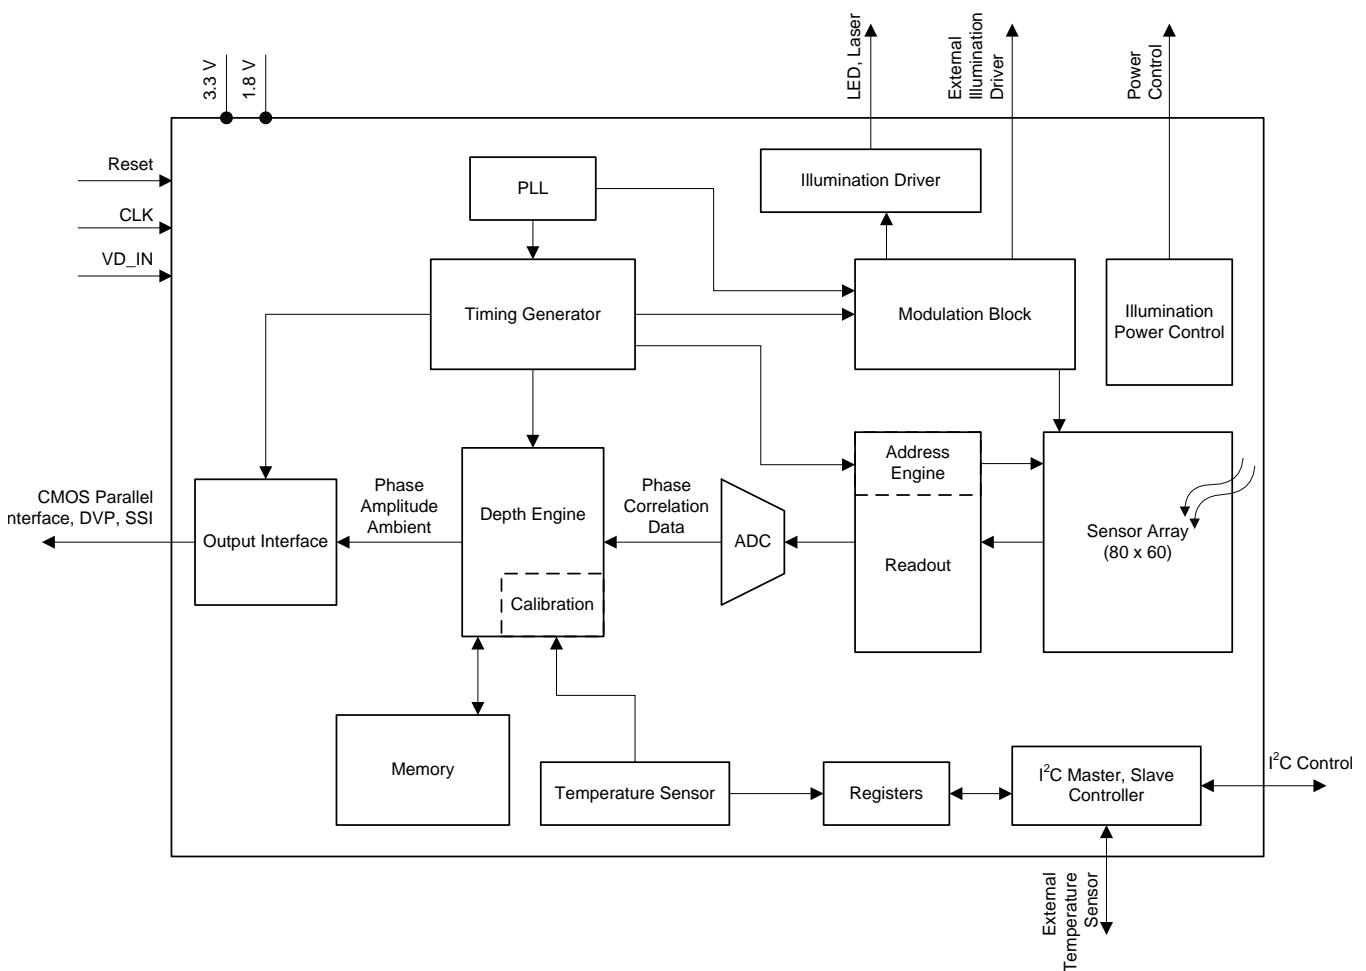 3.3 V
1.8 V
LED, Laser
External
Illumination
Driver
Power
Control
Reset
CLK
VD_IN
PLL
Illumination Driver
Timing Generator
Modulation Block
Illumination
Power Control
Address
Engine
Readout
Sensor Array
(80 x 60)
CMOS Parallel
nterface, DVP, SSI
Output Interface
Phase
Amplitude
Ambient
Depth Engine
Calibration
Phase
Correlation
Data
ADC
Memory
Temperature Sensor
Registers
I²C Master, Slave
Controller
I²C Control
External
Temperature
Sensor